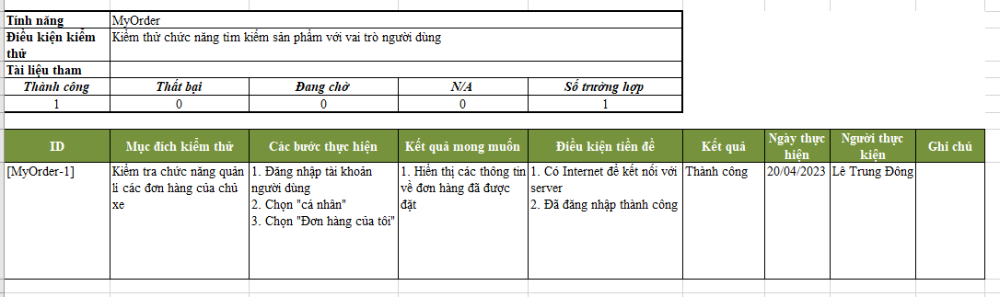 Tính năng MyOrder
Điều kiện kiểm thử Kiểm thử chức năng tìm kiếm sản phẩm với vai trò người dùng
Tài liệu tham
Thành công Thất bại Đang chờ N/A Số trường hợp
1 0 0 0 1
ID Mục đích kiểm thử Các bước thực hiện Kết quả mong muốn Điều kiện tiền đề Kết quả Ngày thực hiện Người thực kiện Ghi chú
[MyOrder-1]
Kiểm tra chức năng quản
lí các đơn hàng của chủ
xe
1. Đăng nhập tài khoản
người dùng
2. Chọn "cá nhân"
3. Chọn "Đơn hàng của tôi"
1. Hiển thị các thông tin
về đơn hàng đã được
đặt
1. Có Internet để kết nối với
server
2. Đã đăng nhập thành công
Thành công
20/04/2023
Lê Trung Đông